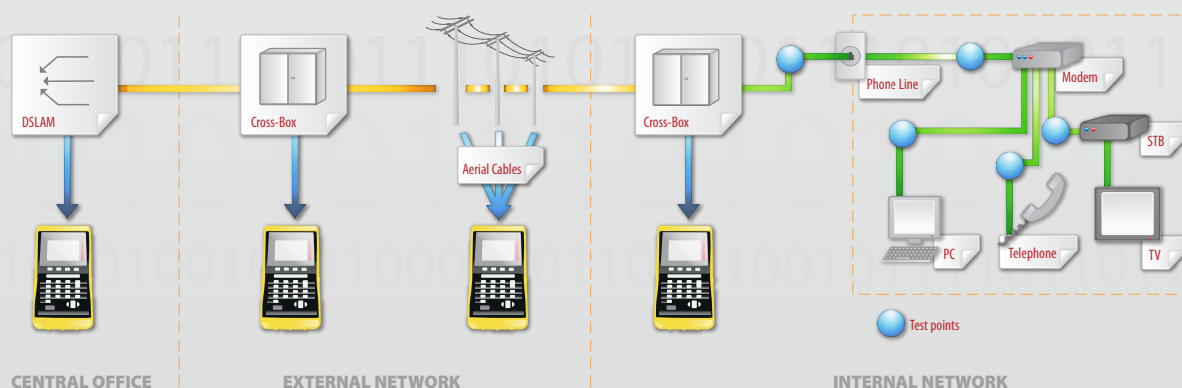 DSLAM
Cross-Box
Aerial Cables
Cross-Box
Phone Line
Modem
STB
PC
Telephone
TV
Test points
CENTRAL OFFICE
EXTERNAL NETWORK
INTERNAL NETWORK